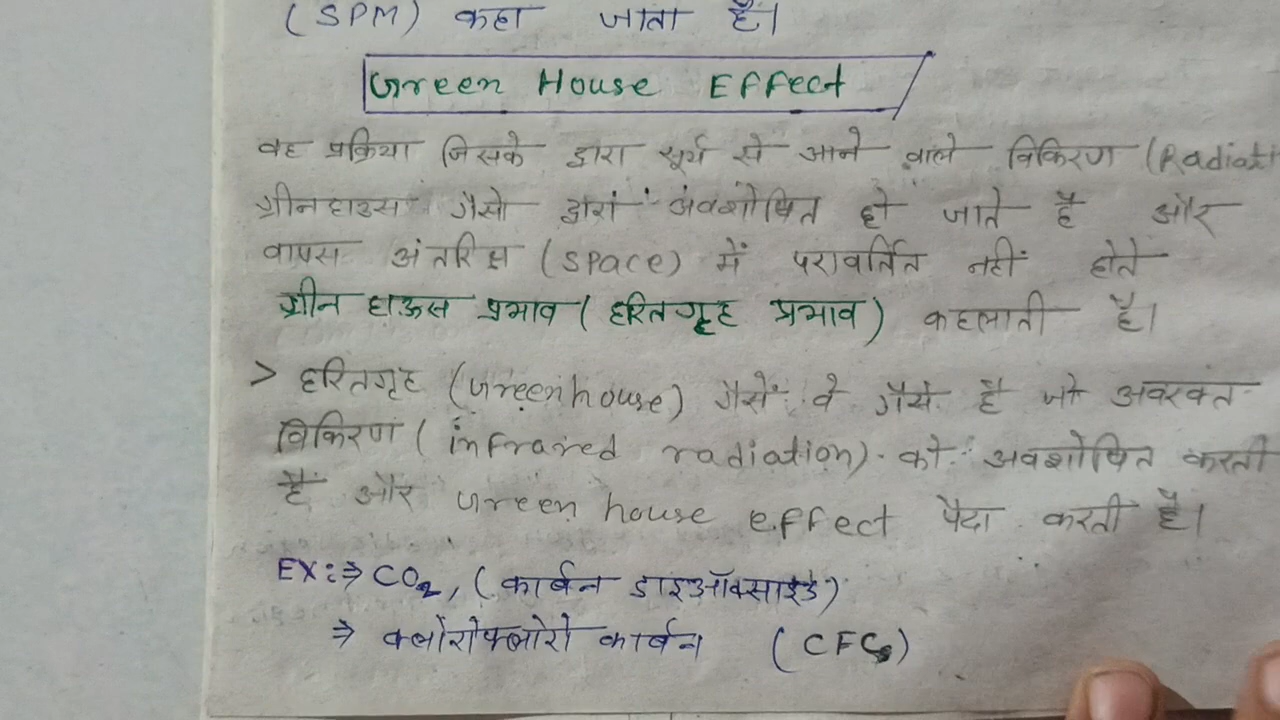 (SPM) कहा जाता है।
Green House Effect
वह प्रक्रिया जिसके द्वारा सूर्य से आने वाले विकिरण (Radiati
ग्रीनहाउस गैसो द्वारा अवशोषित हो जाते है और
वापस अंतरिक्ष (space) में परावर्तित नहीं होते
ग्रीन हाऊस प्रभाव (हरितगृह प्रभाव) कहलाती है।
> हरितगृह (Greenhouse) गैसें वे गैसे है जो अवरक्त
विकिरण (infrared radiation) को अवशोषित करती
है और Green house effect पैदा करती है।
EX:⇒ CO2, (कार्बन डाइऑक्साइड)
⇒ क्लोरोफ्लोरो कार्बन (CFCs)